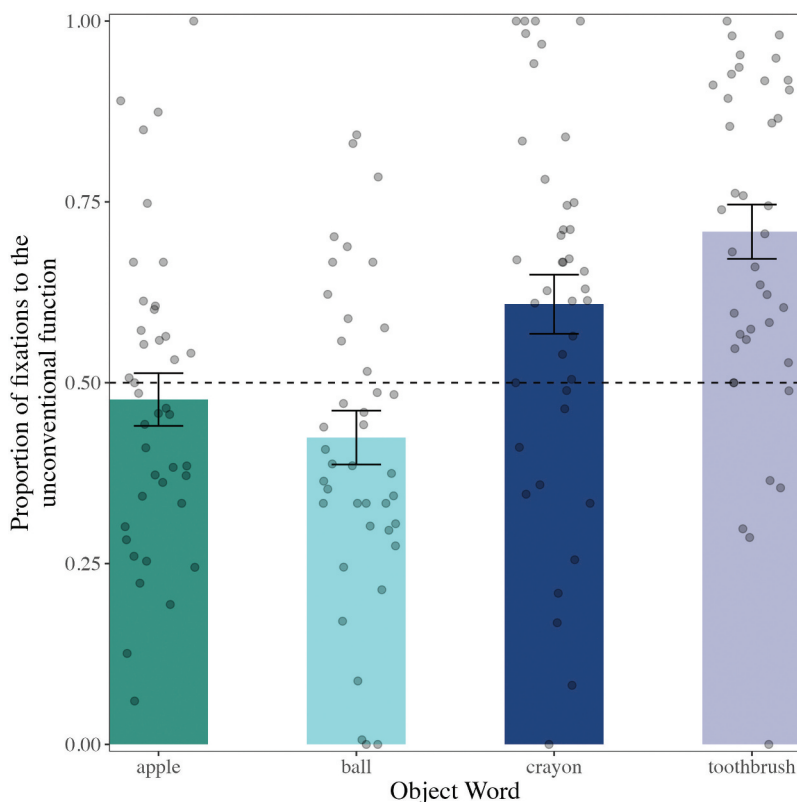 1.00
0.75
0.50
0.25
0.00
Proportion of fixations to the
unconventional function
apple ball crayon toothbrush
Object Word